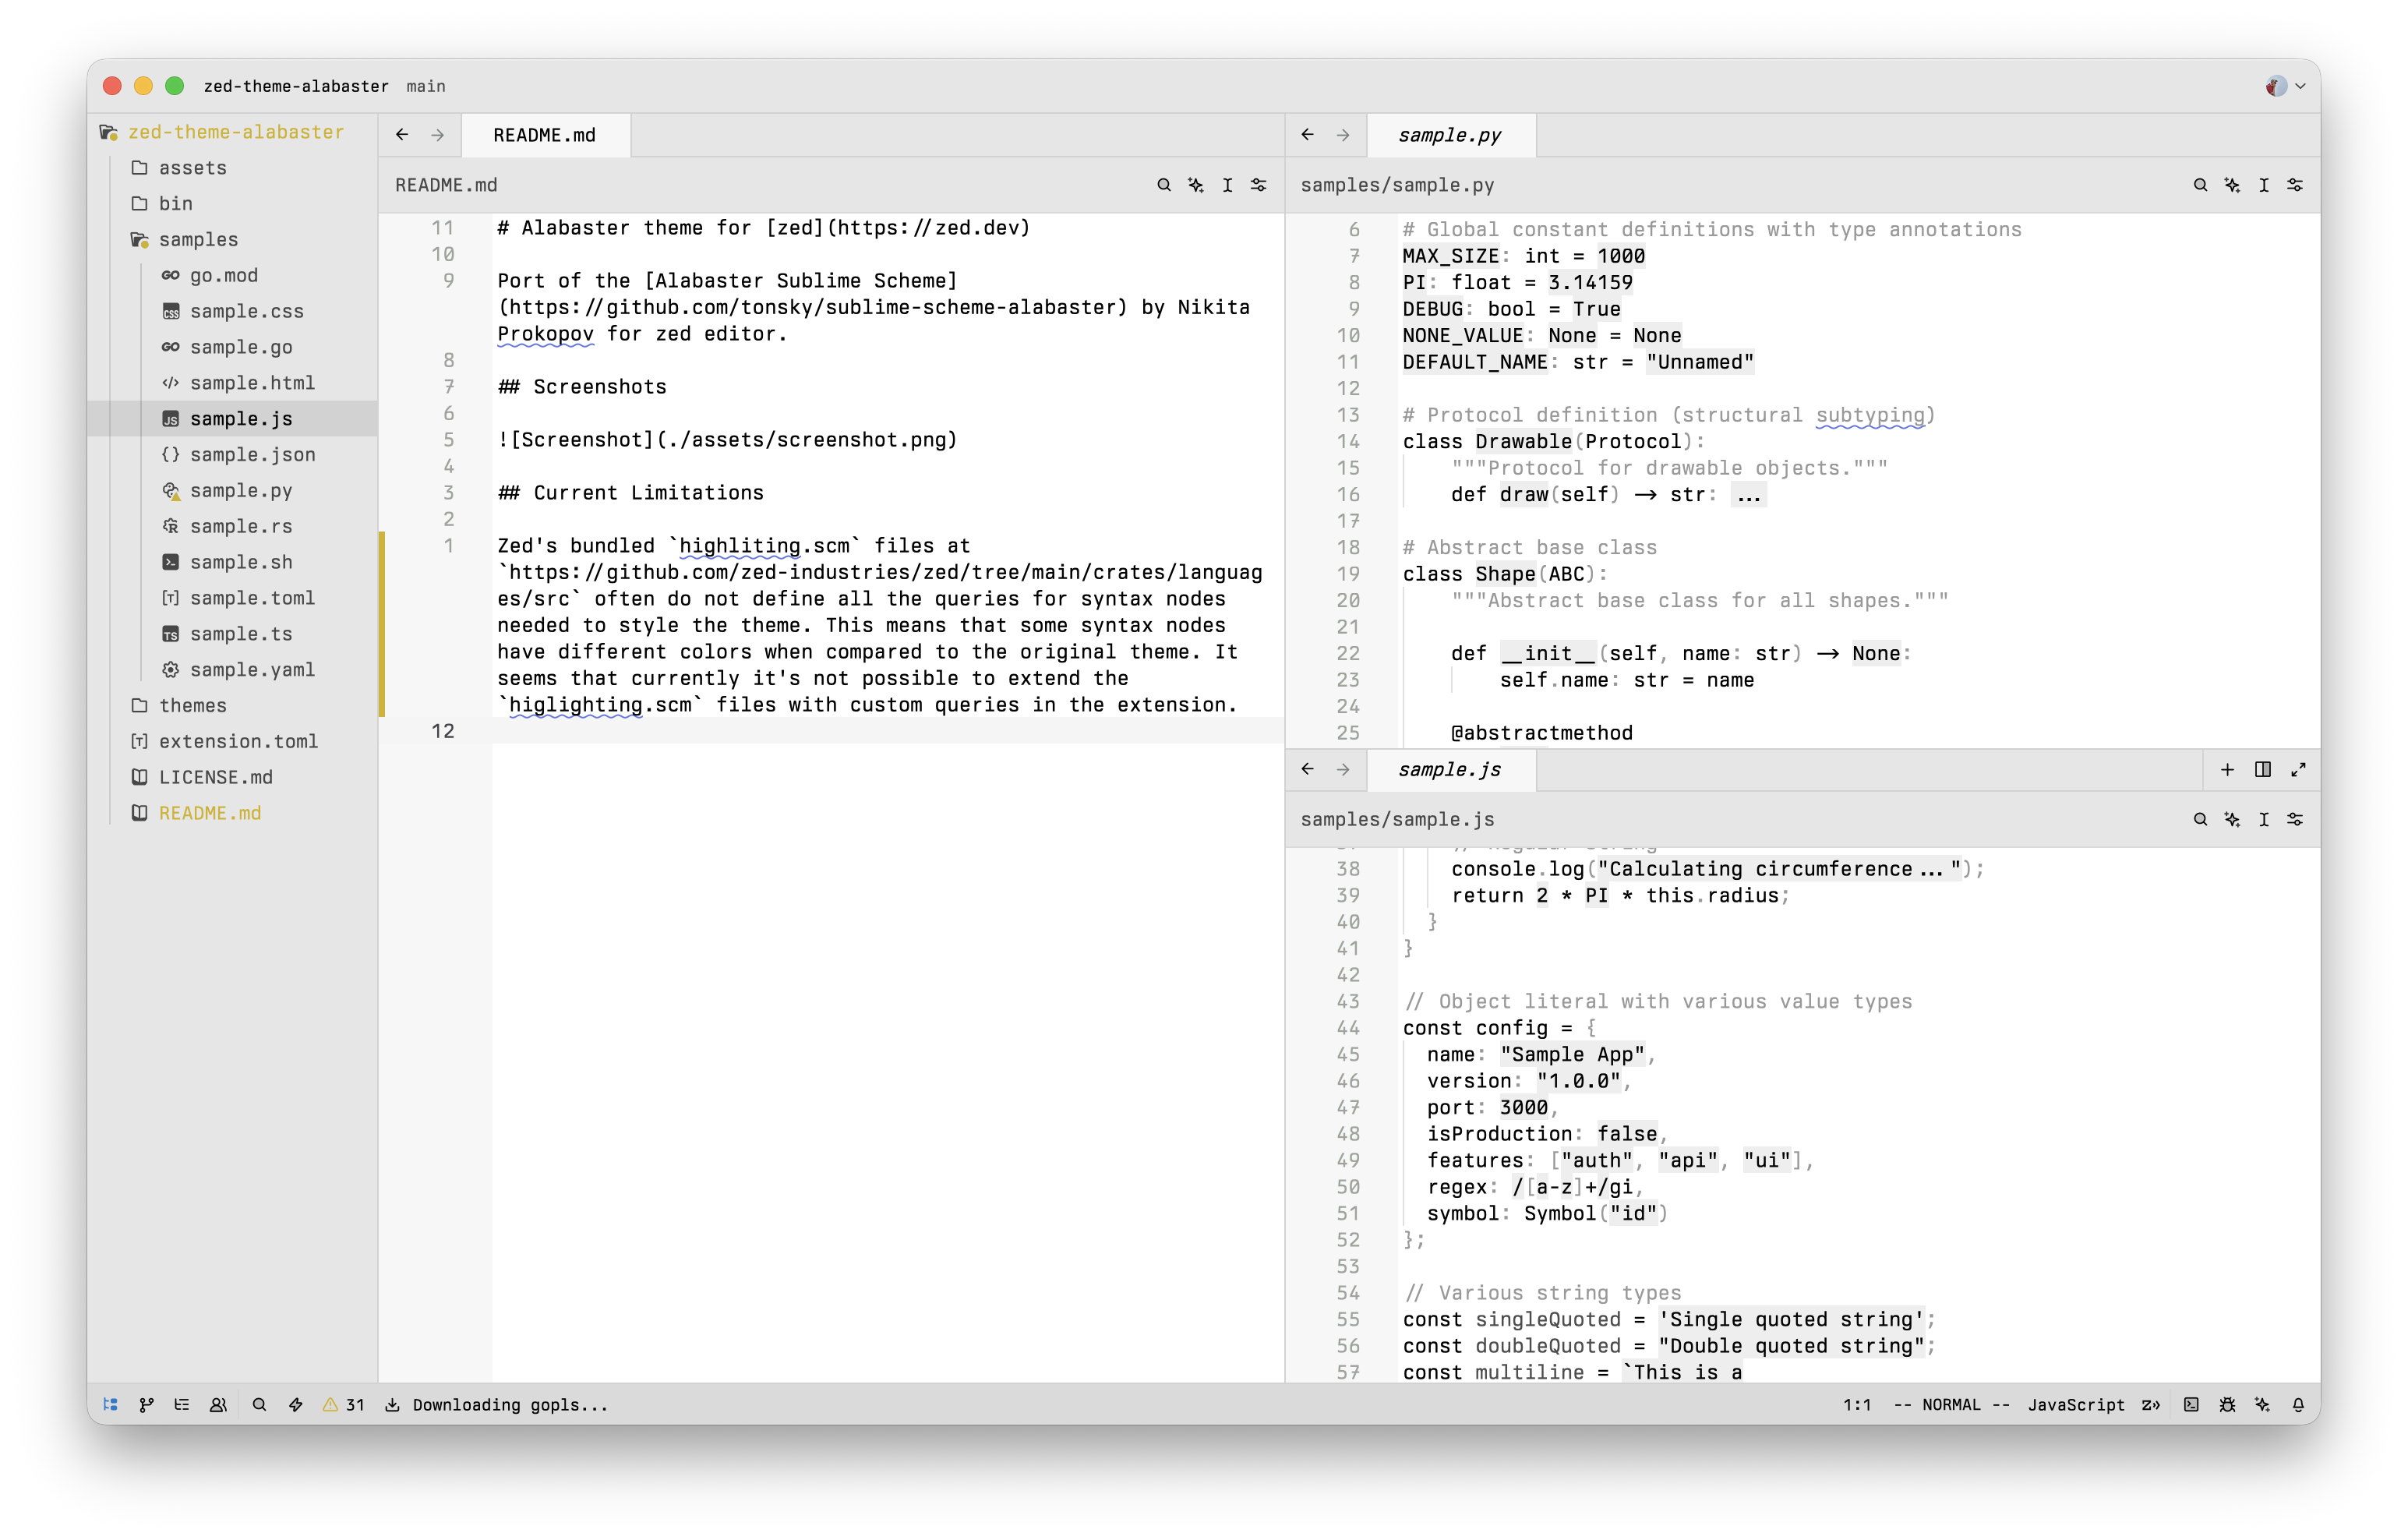 zed-theme-alabaster main
zed-theme-alabaster
assets
bin
samples
go.mod
sample.css
sample.go
sample.html
sample.js
sample.json
sample.py
sample.rs
sample.sh
sample.toml
sample.ts
sample.yaml
themes
extension.toml
LICENSE.md
README.md
README.md
README.md
11 # Alabaster theme for [zed](https://zed.dev)
10
9 Port of the [Alabaster Sublime Scheme]
(https://github.com/tonsky/sublime-scheme-alabaster) by Nikita
Prokopov for zed editor.
8
7 ## Screenshots
6
5 ![Screenshot](./assets/screenshot.png)
4
3 ## Current Limitations
2
1 Zed's bundled `highliting.scm` files at
`https://github.com/zed-industries/zed/tree/main/crates/languag
es/src` often do not define all the queries for syntax nodes
needed to style the theme. This means that some syntax nodes
have different colors when compared to the original theme. It
seems that currently it's not possible to extend the
`higlighting.scm` files with custom queries in the extension.
12
sample.py
samples/sample.py
6 # Global constant definitions with type annotations
7 MAX_SIZE: int = 1000
8 PI: float = 3.14159
9 DEBUG: bool = True
10 NONE_VALUE: None = None
11 DEFAULT_NAME: str = "Unnamed"
12
13 # Protocol definition (structural subtyping)
14 class Drawable(Protocol):
15 """Protocol for drawable objects."""
16 def draw(self) -> str: ...
17
18 # Abstract base class
19 class Shape(ABC):
20 """Abstract base class for all shapes."""
21
22 def __init__(self, name: str) -> None:
23 self.name: str = name
24
25 @abstractmethod
sample.js
samples/sample.js
38 console.log("Calculating circumference...");
39 return 2 * PI * this.radius;
40 }
41 }
42
43 // Object literal with various value types
44 const config = {
45 name: "Sample App",
46 version: "1.0.0",
47 port: 3000,
48 isProduction: false,
49 features: ["auth", "api", "ui"],
50 regex: /[a-z]+/gi,
51 symbol: Symbol("id")
52 };
53
54 // Various string types
55 const singleQuoted = 'Single quoted string';
56 const doubleQuoted = "Double quoted string";
57 const multiline = `This is a
31 Downloading gopls... 1:1 -- NORMAL -- JavaScript